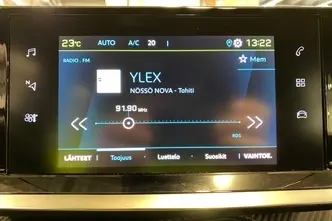 23°C AUTO A/C 20 13:22
RADIO . FM
Mem
YLEX
NÖSSÖ NOVA - Tohiti
91.90 MHz
RDS
LÄHTEET Taajuus Luettelo Suosikit VAIHTOE.